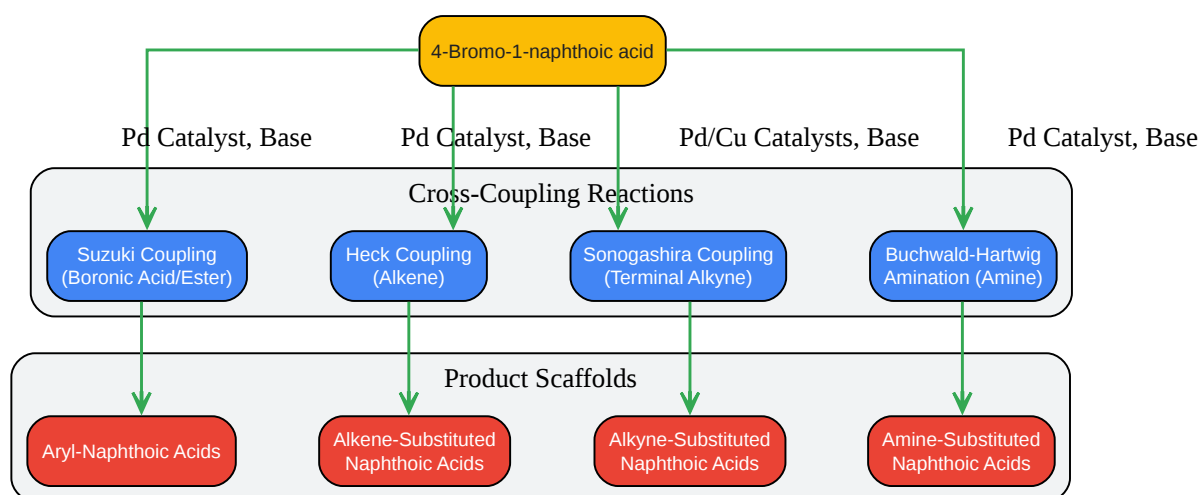 4-Bromo-1-naphthoic acid
Pd Catalyst, Base
Pd Catalyst, Base
Pd/Cu Catalysts, Base
Pd Catalyst, Base
Cross-Coupling Reactions
Suzuki Coupling
(Boronic Acid/Ester)
Heck Coupling
(Alkene)
Sonogashira Coupling
(Terminal Alkyne)
Buchwald-Hartwig
Amination (Amine)
Product Scaffolds
Aryl-Naphthoic Acids
Alkene-Substituted
Naphthoic Acids
Alkyne-Substituted
Naphthoic Acids
Amine-Substituted
Naphthoic Acids